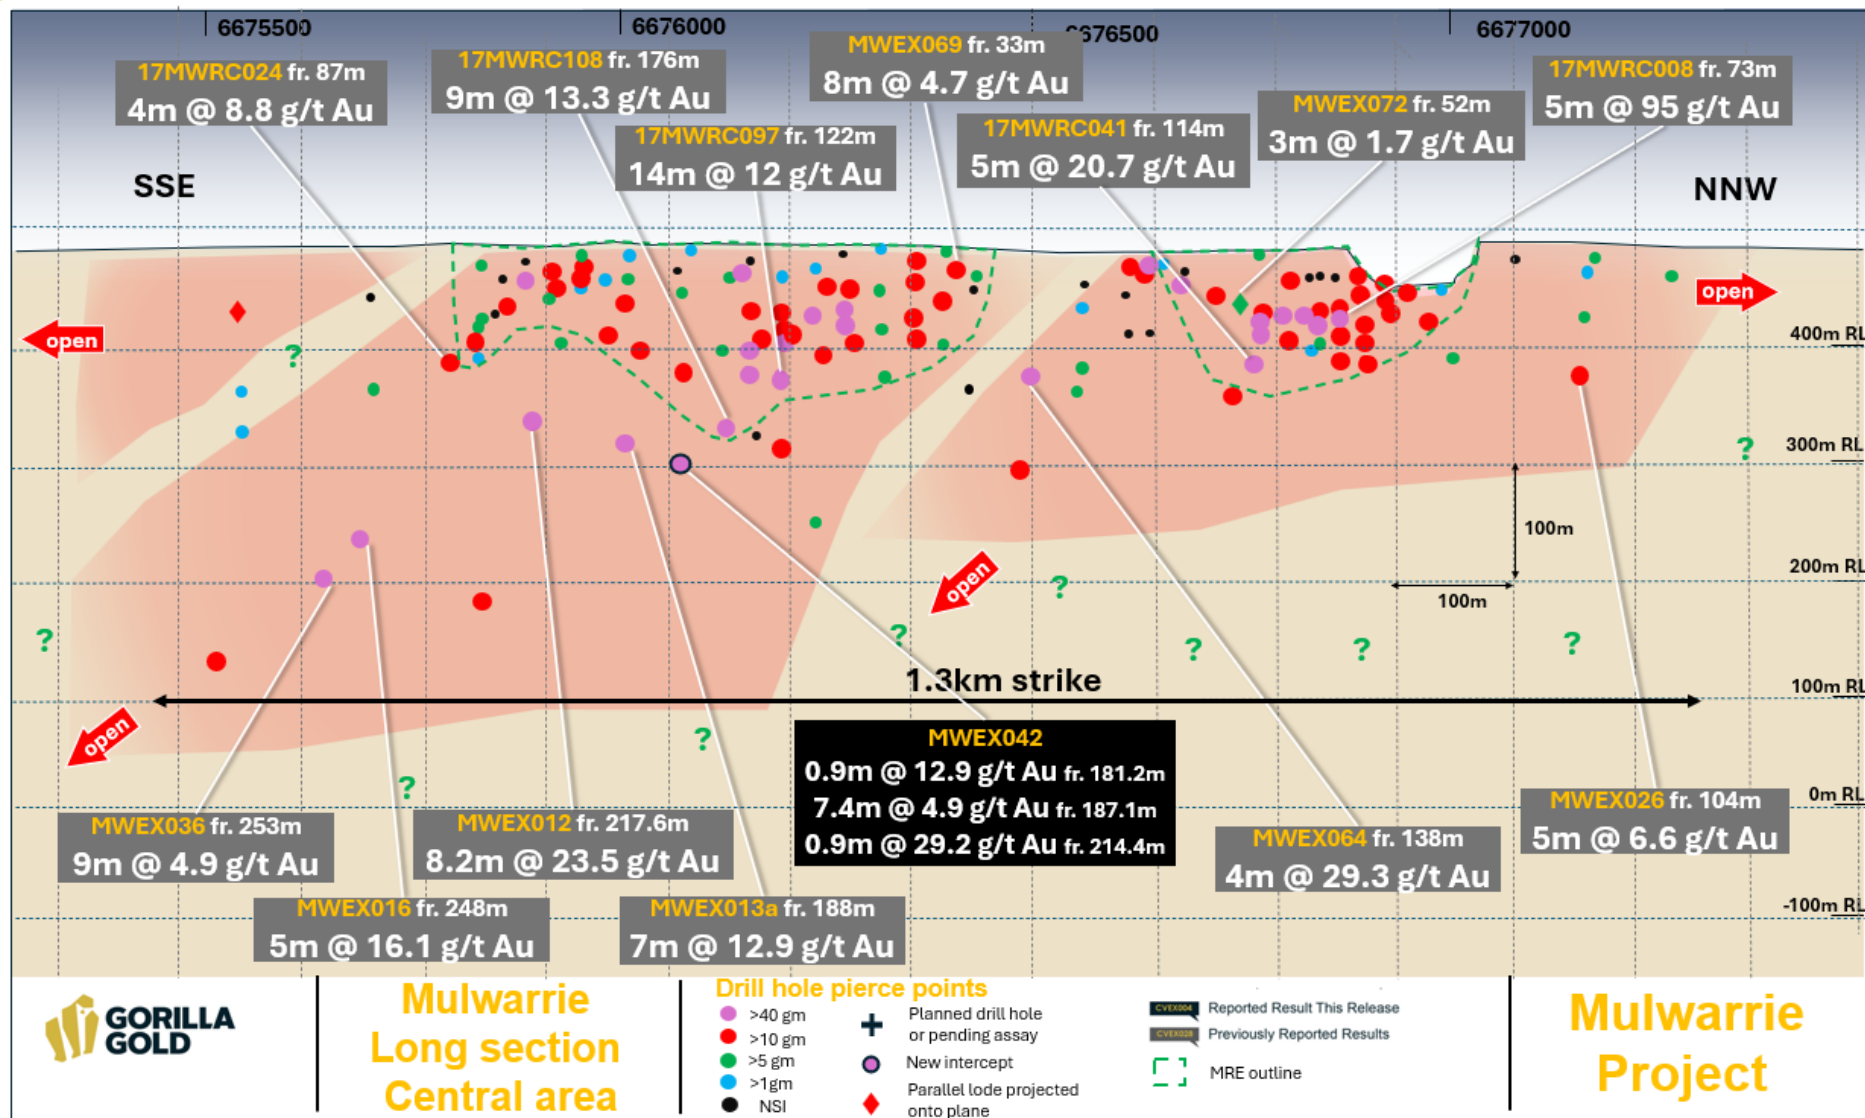 6675500
6676000
6676500
6677000
17MWRC024 fr. 87m
4m @ 8.8 g/t Au
17MWRC108 fr. 176m
9m @ 13.3 g/t Au
MWEX069 fr. 33m
8m @ 4.7 g/t Au
17MWRC097 fr. 122m
14m @ 12 g/t Au
17MWRC041 fr. 114m
5m @ 20.7 g/t Au
MWEX072 fr. 52m
3m @ 1.7 g/t Au
17MWRC008 fr. 73m
5m @ 95 g/t Au
SSE
NNW
open
open
?
400m RL
300m RL
?
100m
100m
200m RL
open
?
?
?
?
?
?
1.3km strike
100m RL
open
?
?
MWEX042
0.9m @ 12.9 g/t Au fr. 181.2m
7.4m @ 4.9 g/t Au fr. 187.1m
0.9m @ 29.2 g/t Au fr. 214.4m
0m RL
MWEX036 fr. 253m
9m @ 4.9 g/t Au
MWEX012 fr. 217.6m
8.2m @ 23.5 g/t Au
MWEX064 fr. 138m
4m @ 29.3 g/t Au
MWEX026 fr. 104m
5m @ 6.6 g/t Au
MWEX016 fr. 248m
5m @ 16.1 g/t Au
MWEX013a fr. 188m
7m @ 12.9 g/t Au
-100m RL
GORILLA
GOLD
Mulwarrie
Long section
Central area
Drill hole pierce points
>40 gm
>10 gm
>5 gm
>1gm
NSI
Planned drill hole
or pending assay
New intercept
Parallel lode projected
onto plane
CVEX004
Reported Result This Release
CVEX028
Previously Reported Results
MRE outline
Mulwarrie
Project